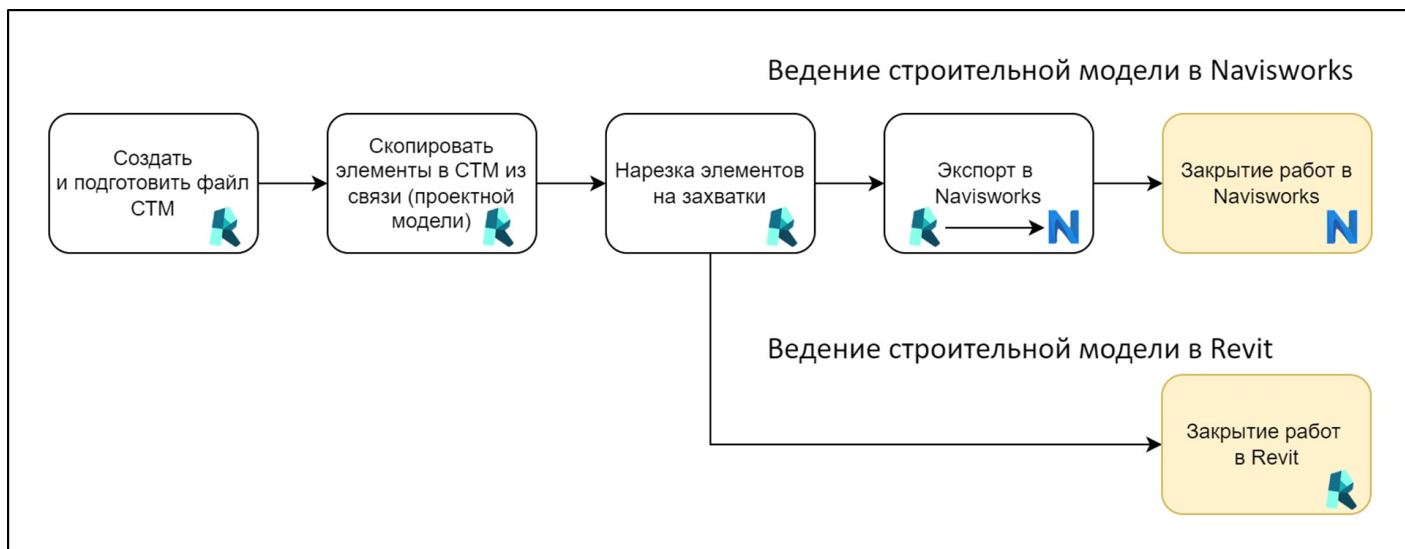 Ведение строительной модели в Navisworks
Создать
и подготовить файл
СТМ
Скопировать
элементы в СТМ из
связи (проектной
модели)
Нарезка элементов
на захватки
Экспорт в
Navisworks
Закрытие работ в
Navisworks
Ведение строительной модели в Revit
Закрытие работ
в Revit